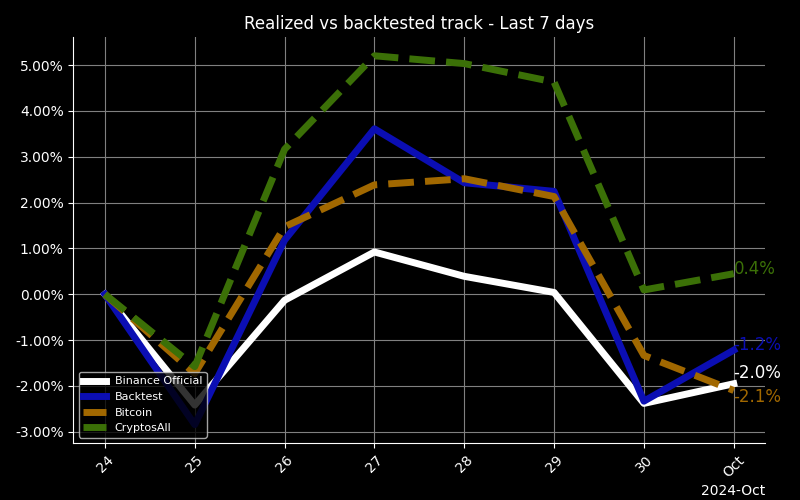 Realized vs backtested track - Last 7 days
5.00%
4.00%
3.00%
2.00%
1.00%
0.00%
-1.00%
-2.00%
-3.00%
0.4%
-1.2%
-2.0%
-2.1%
Binance Official
Backtest
Bitcoin
CryptosAll
24
25
26
27
28
29
30
Oct
2024-Oct